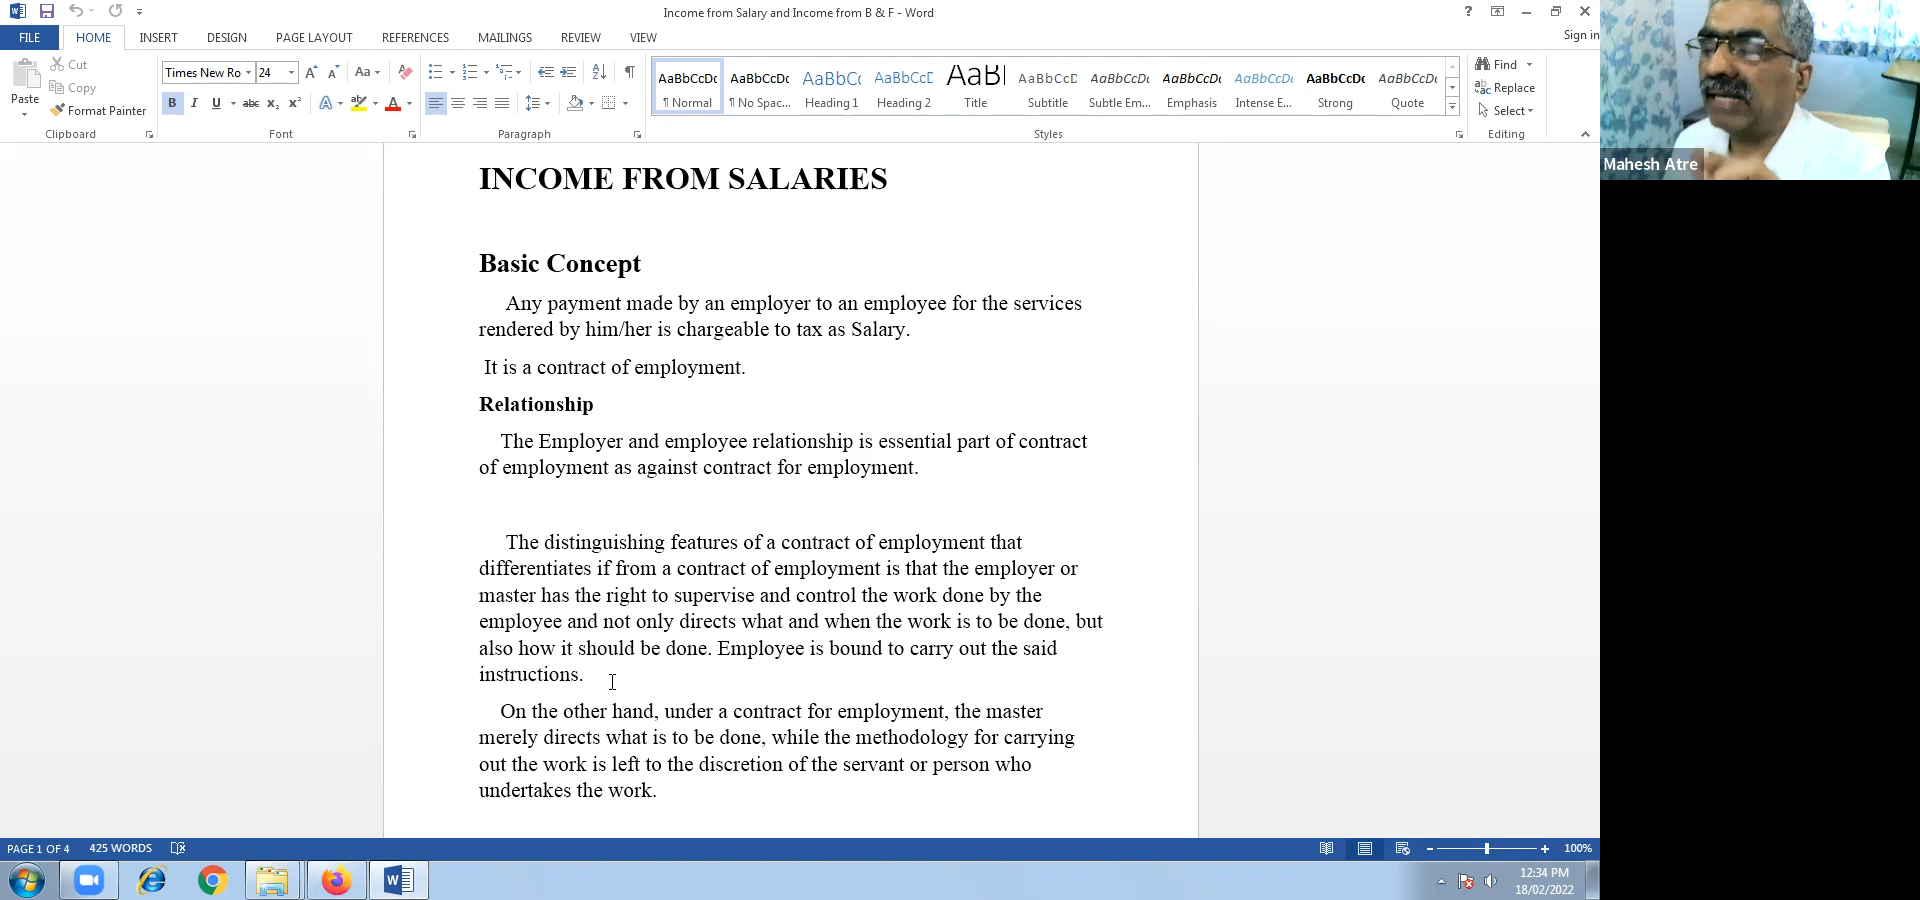 Income from Salary and Income from B & F - Word
?
FILE HOME INSERT DESIGN PAGE LAYOUT REFERENCES MAILINGS REVIEW VIEW Sign in
Paste
Cut
Copy
Format Painter
Clipboard
Times New Ro 24 A A Aa
B I U abc x₂ x² A ab A
Font
A Z ¶
Paragraph
AaBbCcDc AaBbCcDc AaBbCc AaBbCcD AaB AaBbCcD AaBbCcDc AaBbCcDc AaBbCcDc AaBbCcDc AaBbCcDc
¶ Normal ¶ No Spac... Heading 1 Heading 2 Title Subtitle Subtle Em... Emphasis Intense E... Strong Quote
Styles
Find
Replace
Select
Editing
Mahesh Atre
INCOME FROM SALARIES
Basic Concept
Any payment made by an employer to an employee for the services
rendered by him/her is chargeable to tax as Salary.
It is a contract of employment.
Relationship
The Employer and employee relationship is essential part of contract
of employment as against contract for employment.
The distinguishing features of a contract of employment that
differentiates if from a contract of employment is that the employer or
master has the right to supervise and control the work done by the
employee and not only directs what and when the work is to be done, but
also how it should be done. Employee is bound to carry out the said
instructions.
On the other hand, under a contract for employment, the master
merely directs what is to be done, while the methodology for carrying
out the work is left to the discretion of the servant or person who
undertakes the work.
PAGE 1 OF 4 425 WORDS 100%
12:34 PM
18/02/2022